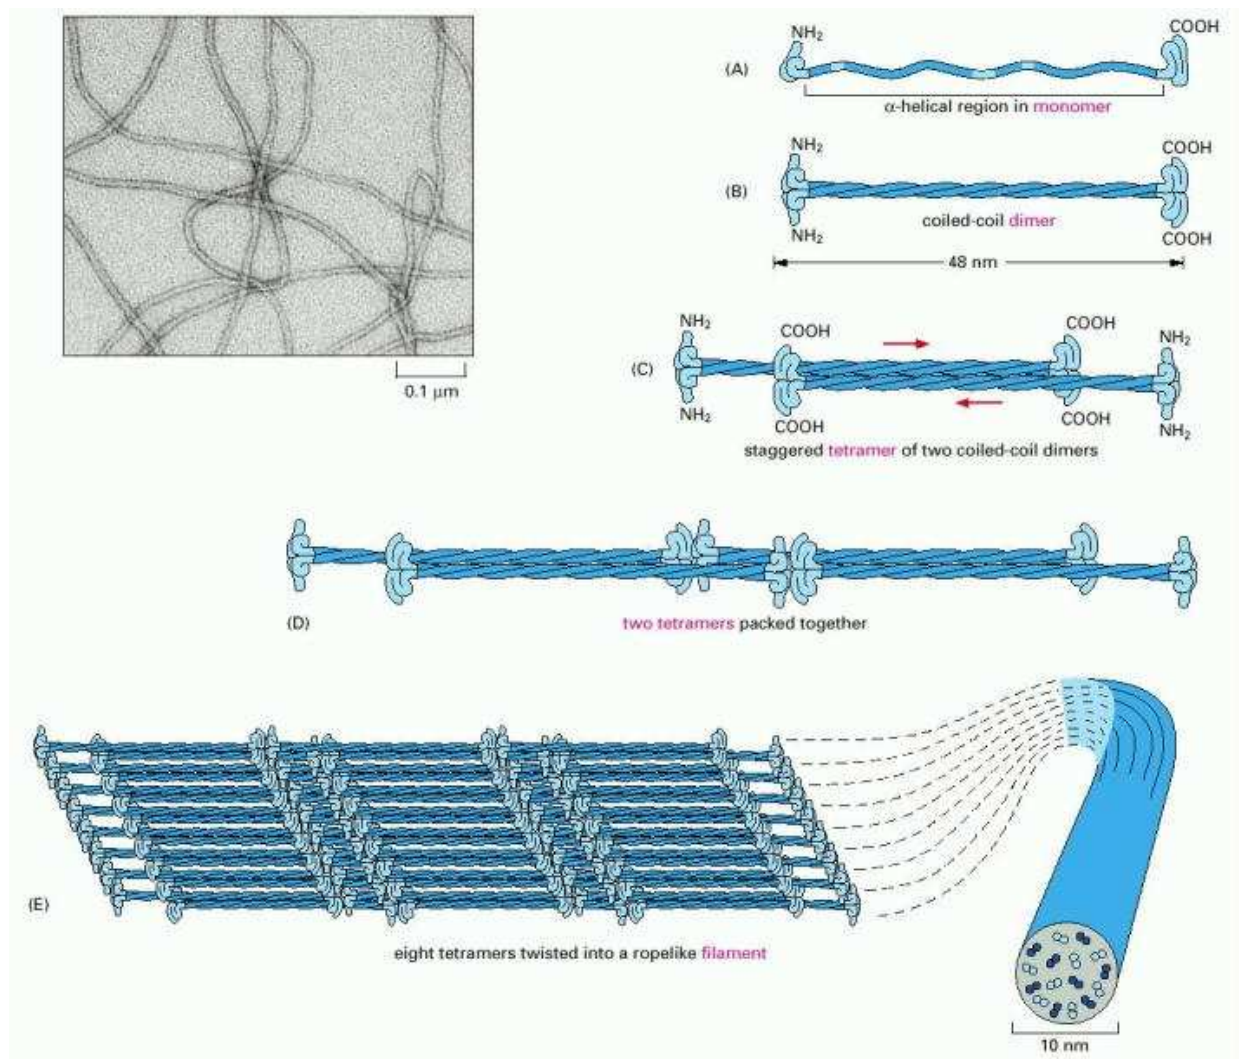 0.1 µm
NH₂
COOH
(A)
α-helical region in monomer
NH₂
COOH
(B)
coiled-coil dimer
NH₂
COOH
48 nm
NH₂
COOH
COOH
NH₂
(C)
NH₂
COOH
COOH
NH₂
staggered tetramer of two coiled-coil dimers
(D)
two tetramers packed together
(E)
eight tetramers twisted into a ropelike filament
10 nm